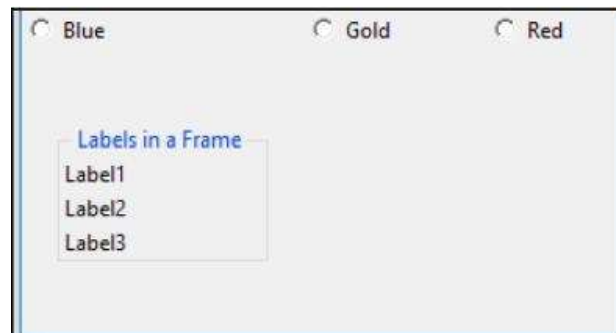 Blue Gold Red
Labels in a Frame
Label1
Label2
Label3